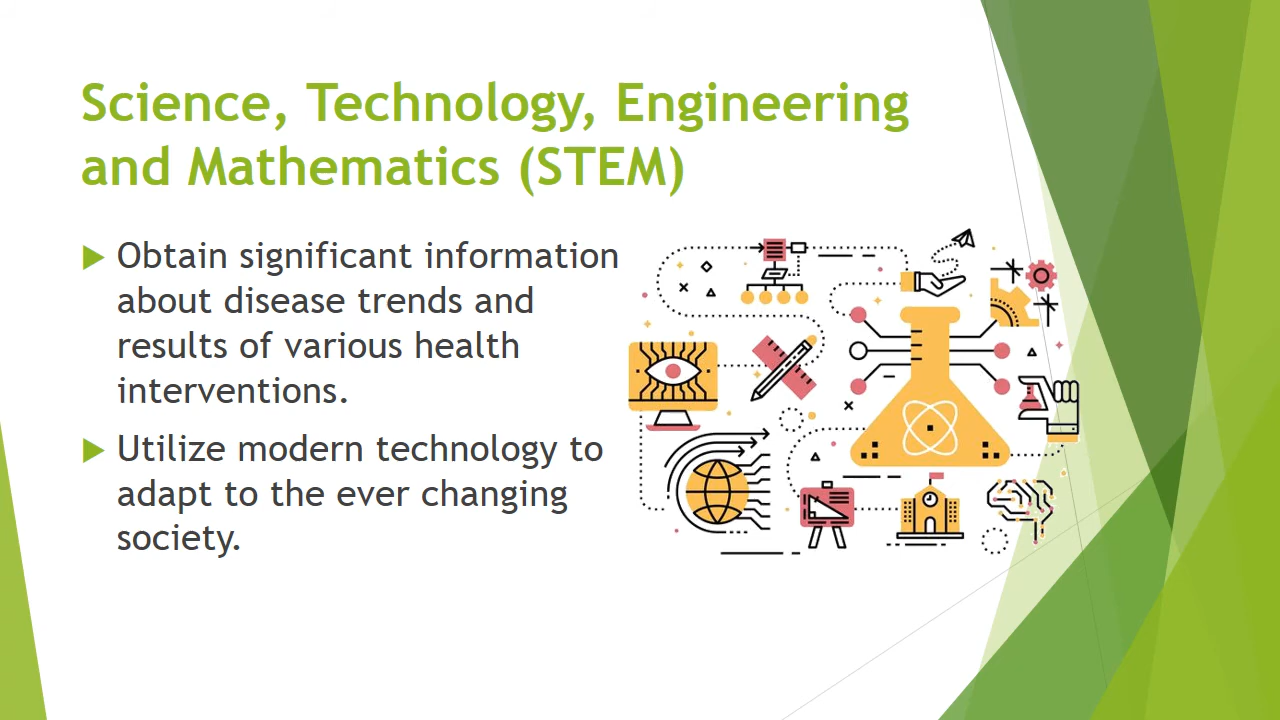 Science, Technology, Engineering
and Mathematics (STEM)
Obtain significant information
about disease trends and
results of various health
interventions.
Utilize modern technology to
adapt to the ever changing
society.